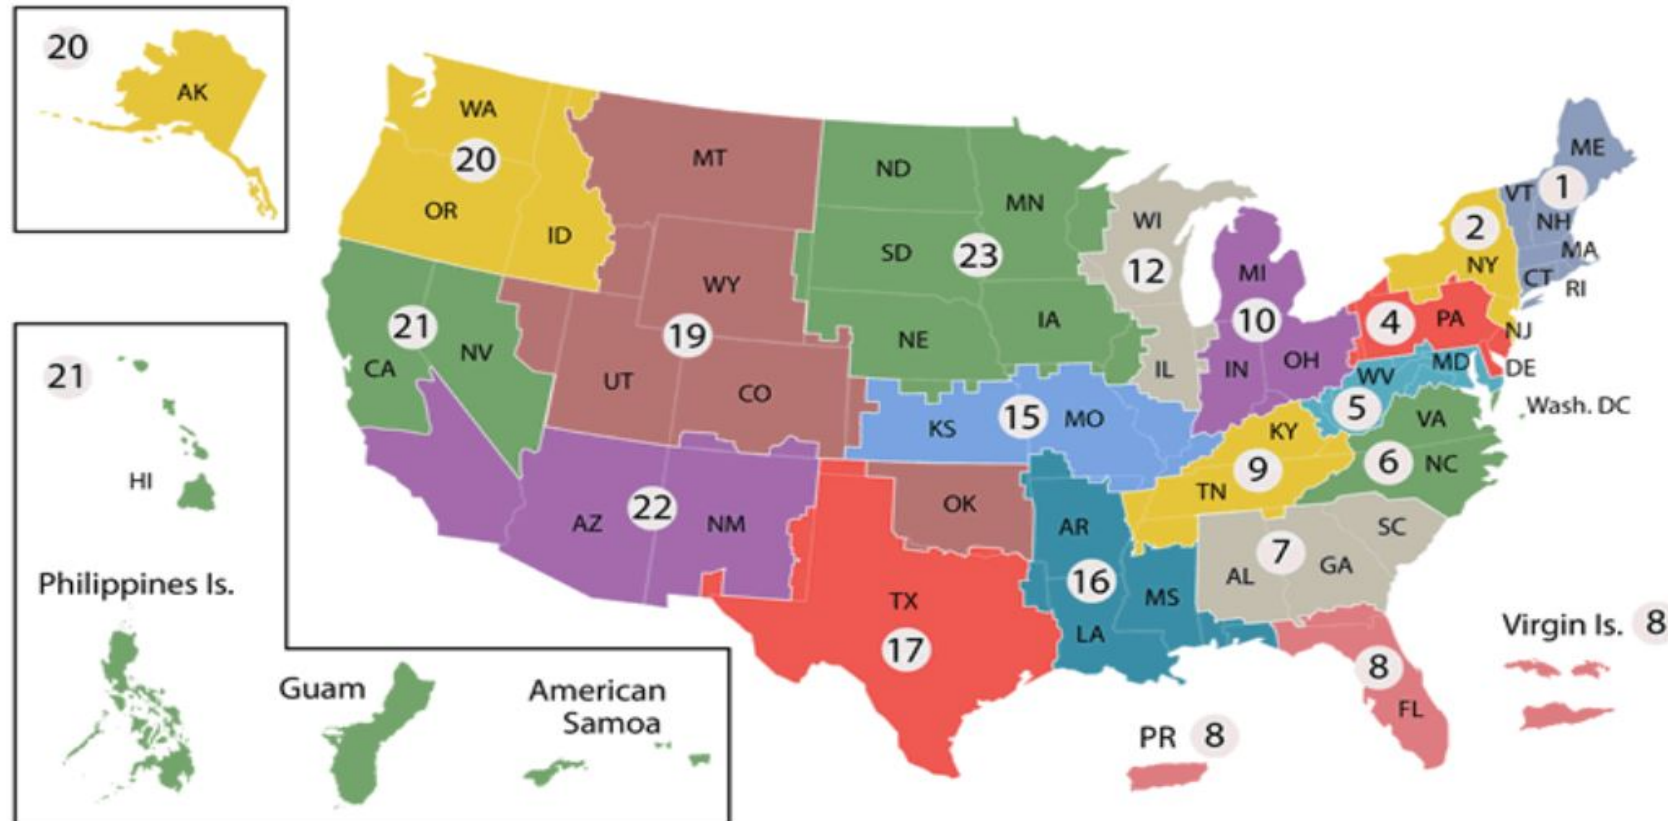 20
AK
WA
20
OR
ID
MT
ND
MN
WI
ME
VT
1
NH
2
MA
NY
CT
RI
SD
23
12
MI
WY
21
CA
NV
19
NE
IA
10
4
PA
NJ
UT
CO
IL
IN
OH
WV
MD
DE
Wash. DC
5
VA
KS
15
MO
KY
6
NC
9
TN
21
HI
AZ
22
NM
OK
AR
SC
7
AL
GA
16
MS
TX
LA
17
8
FL
Virgin Is. 8
PR 8
Philippines Is.
Guam
American
Samoa